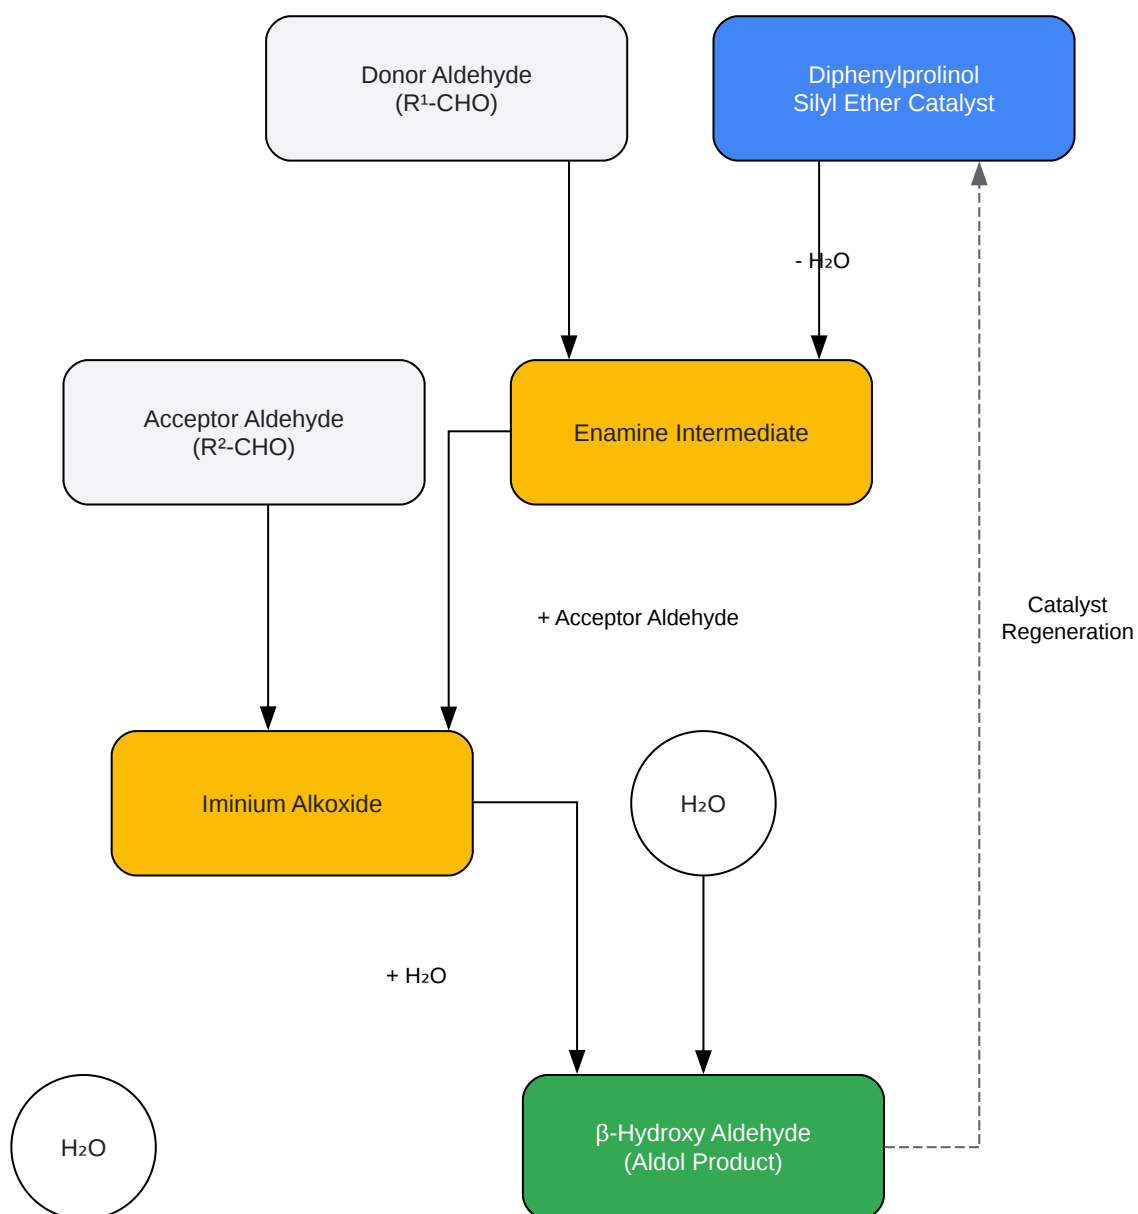 Donor Aldehyde
(R¹-CHO)
Diphenylprolinol
Silyl Ether Catalyst
- H₂O
Acceptor Aldehyde
(R²-CHO)
Enamine Intermediate
+ Acceptor Aldehyde
Catalyst
Regeneration
Iminium Alkoxide
H₂O
+ H₂O
H₂O
β-Hydroxy Aldehyde
(Aldol Product)